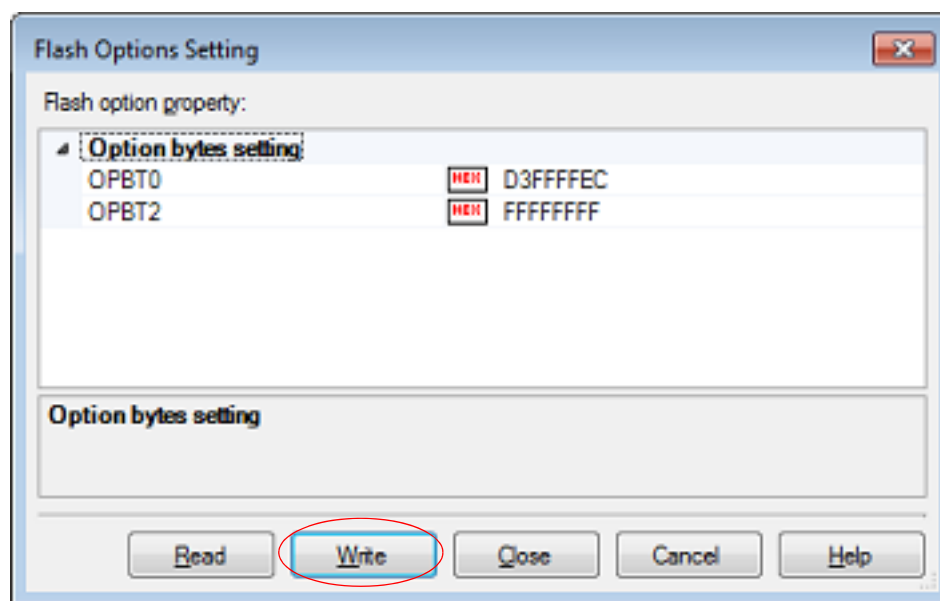 Flash Options Setting
Flash option property:
Option bytes setting
OPBT0 HEX D3FFFFEC
OPBT2 HEX FFFFFFFF
Option bytes setting
Read Write Close Cancel Help